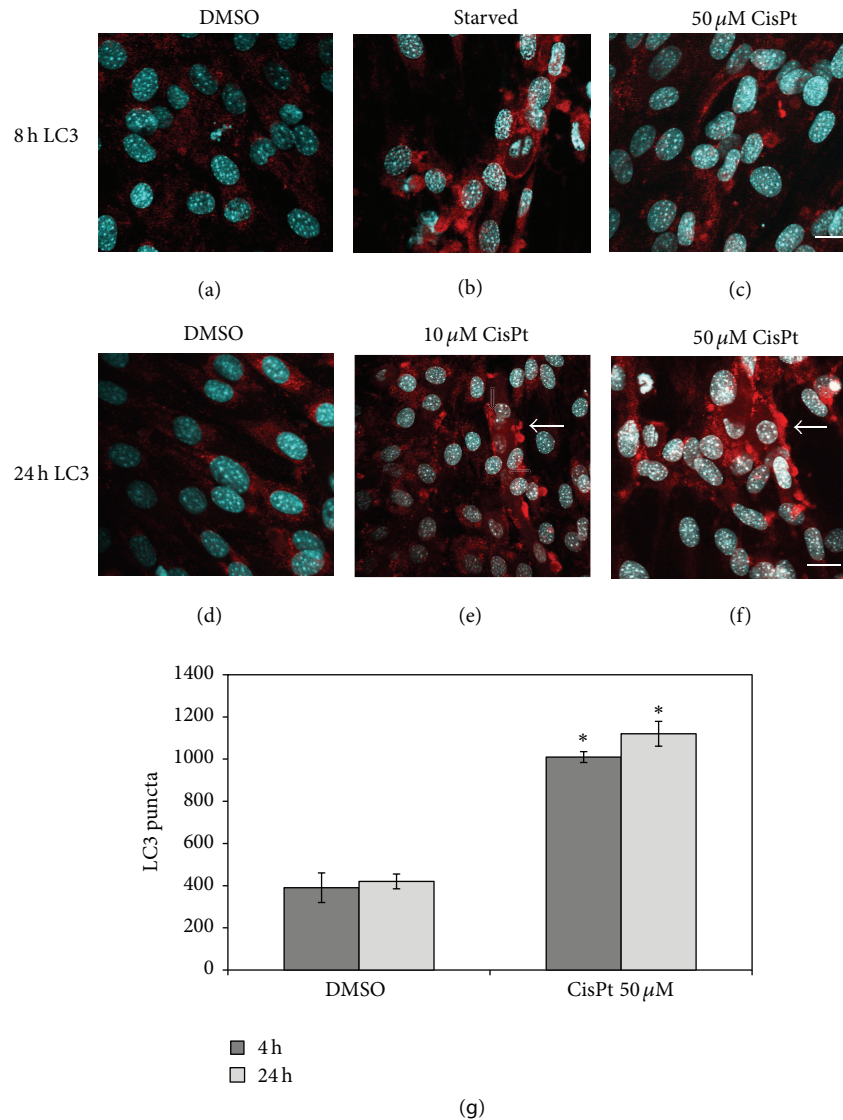 DMSO Starved 50 μM CisPt
8 h LC3
(a) (b) (c)
DMSO 10 μM CisPt 50 μM CisPt
24 h LC3
(d) (e) (f)
1400
1200
1000
800
600
400
200
0
LC3 puncta
* *
DMSO CisPt 50 μM
4 h
24 h
(g)